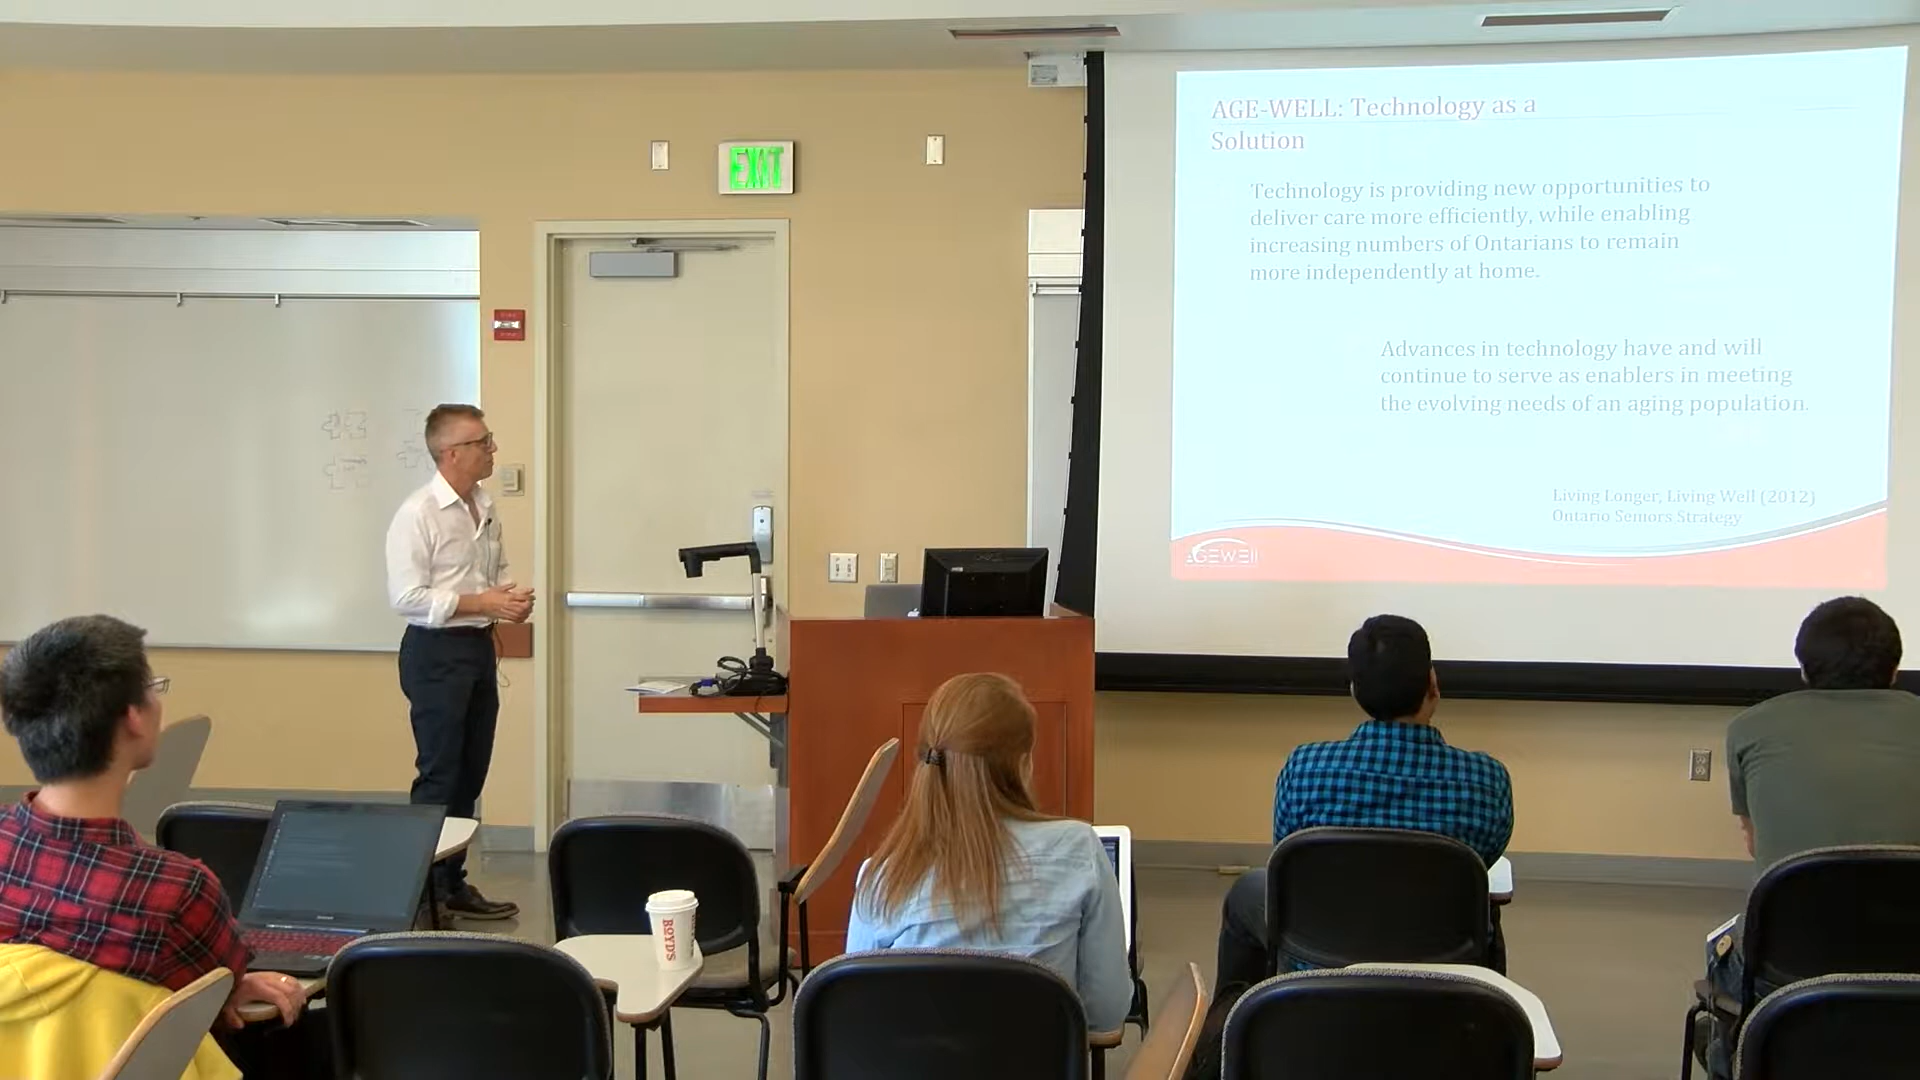 EXIT
AGE-WELL: Technology as a
Solution
Technology is providing new opportunities to
deliver care more efficiently, while enabling
increasing numbers of Ontarians to remain
more independently at home.
Advances in technology have and will
continue to serve as enablers in meeting
the evolving needs of an aging population.
Living Longer, Living Well (2012)
Ontario Seniors Strategy
AGEWELL
BOYD'S